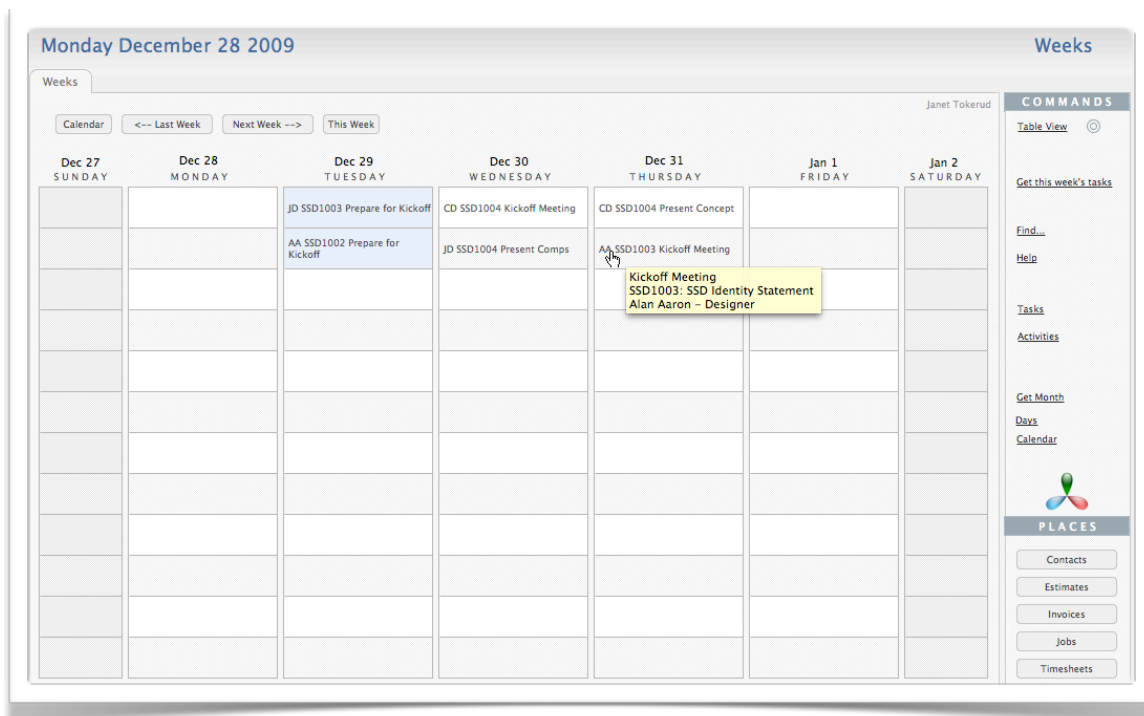 Monday December 28 2009
Weeks
Weeks
Janet Tokerud
Calendar
<-- Last Week
Next Week -->
This Week
Dec 27
SUNDAY
Dec 28
MONDAY
Dec 29
TUESDAY
Dec 30
WEDNESDAY
Dec 31
THURSDAY
Jan 1
FRIDAY
Jan 2
SATURDAY
JD SSD1003 Prepare for Kickoff
CD SSD1004 Kickoff Meeting
CD SSD1004 Present Concept
AA SSD1002 Prepare for
Kickoff
JD SSD1004 Present Comps
AA SSD1003 Kickoff Meeting
Kickoff Meeting
SSD1003: SSD Identity Statement
Alan Aaron – Designer
COMMANDS
Table View
Get this week's tasks
Find...
Help
Tasks
Activities
Get Month
Days
Calendar
PLACES
Contacts
Estimates
Invoices
Jobs
Timesheets